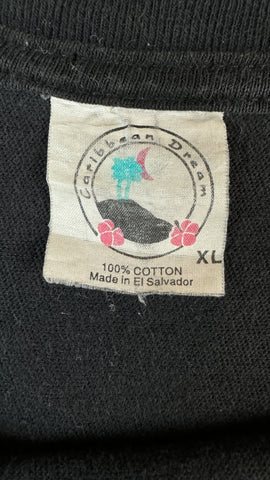 Caribbean Dream
XL
100% COTTON
Made in El Salvador